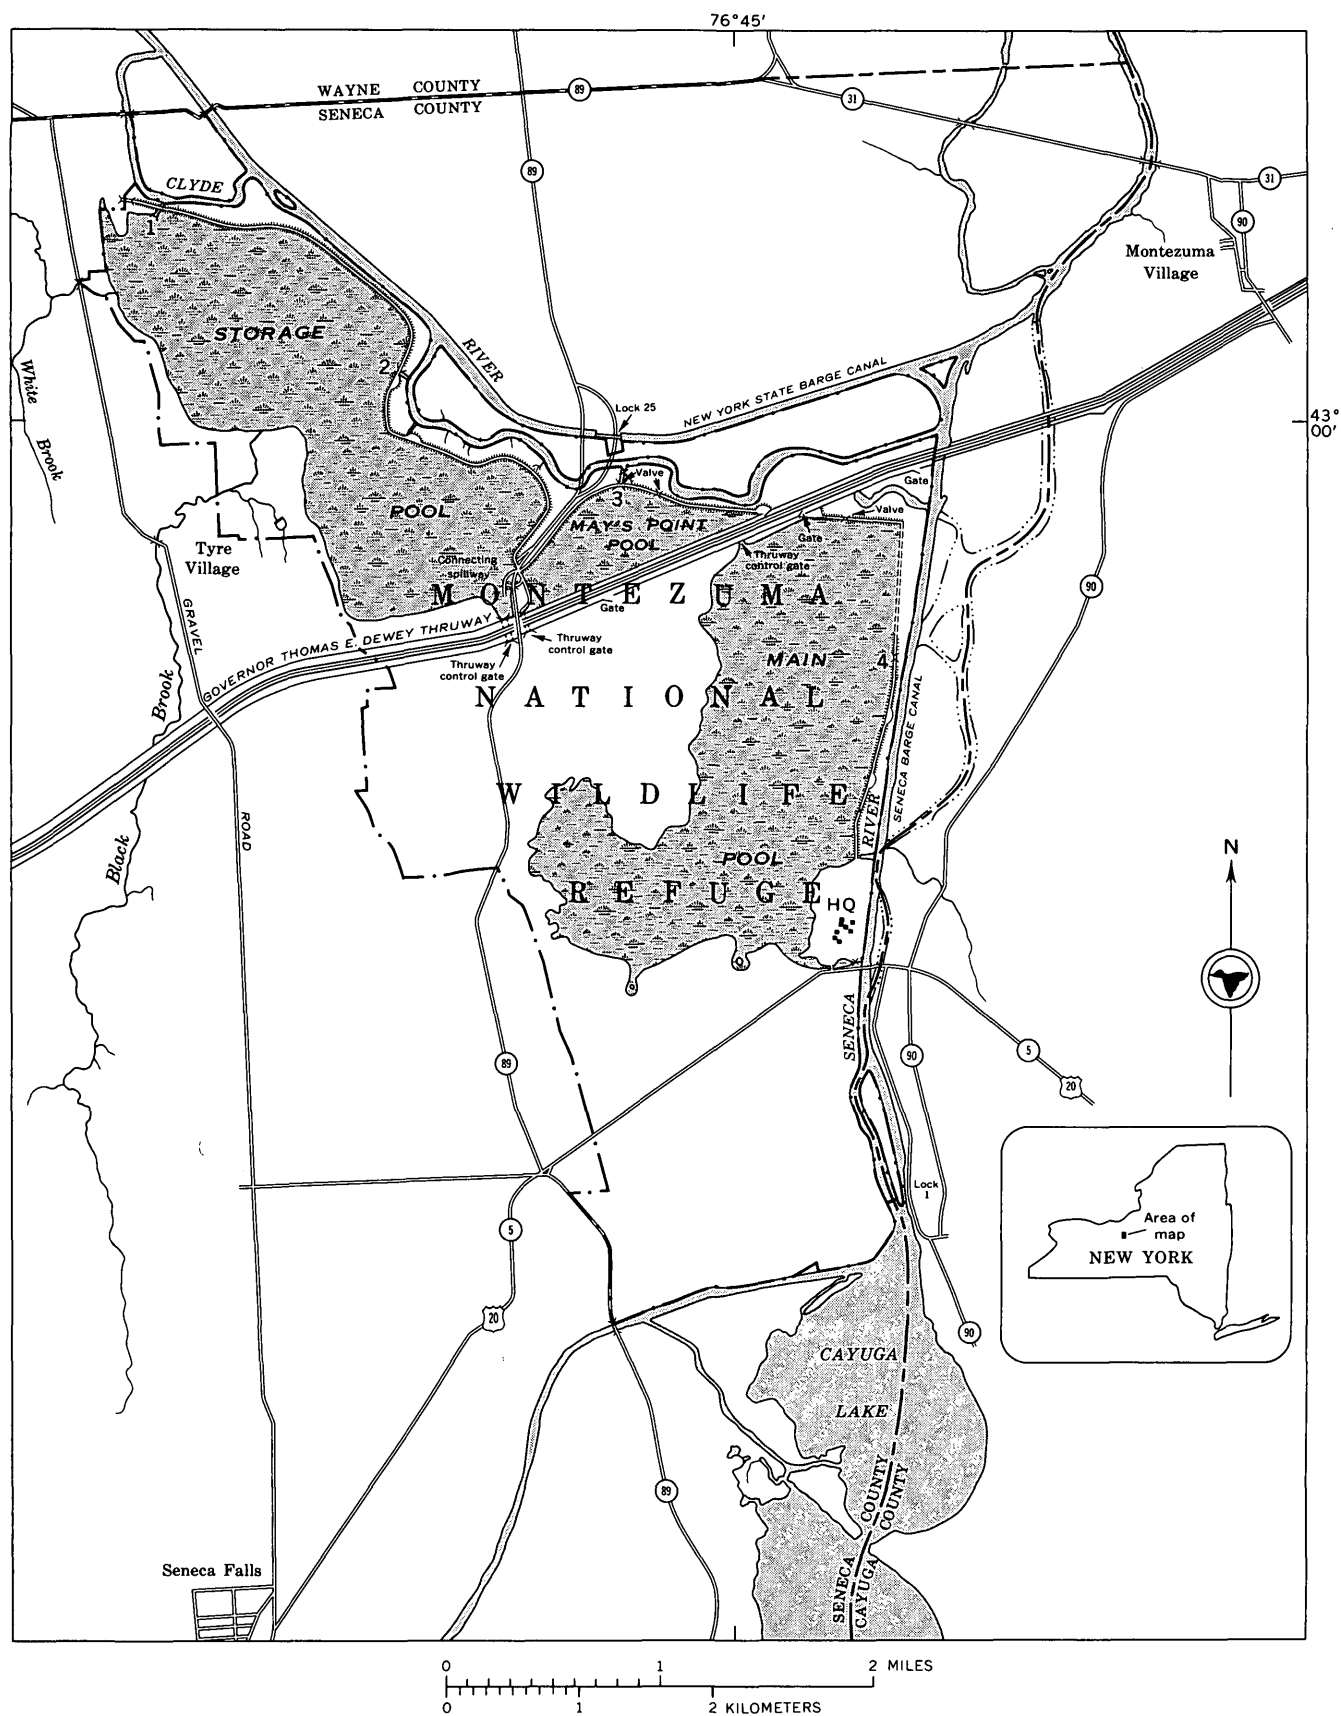 76°45'
WAYNE COUNTY
SENECA COUNTY
89
31
89
31
90
CLYDE
1
Montezuma
Village
STORAGE
RIVER
2
White
Brook
NEW YORK STATE BARGE CANAL
Lock 25
43°
00'
Valve
3
Gate
Valve
POOL
MAY'S POINT
POOL
Gate
Thruway
control gate
Tyre
Village
Connecting
spillway
MONTEZUMA
Gate
90
GRAVEL
GOVERNOR THOMAS E. DEWEY THRUWAY
Thruway
control gate
Thruway
control gate
MAIN
4
Brook
NATIONAL
SENECA BARGE CANAL
WILDLIFE
RIVER
ROAD
Black
POOL
REFUGE
HQ
N
SENECA
89
90
5
20
Lock
1
5
Area of
map
NEW YORK
20
90
CAYUGA
LAKE
89
COUNTY
COUNTY
Seneca Falls
SENECA
CAYUGA
0 1 2 MILES
0 1 2 KILOMETERS